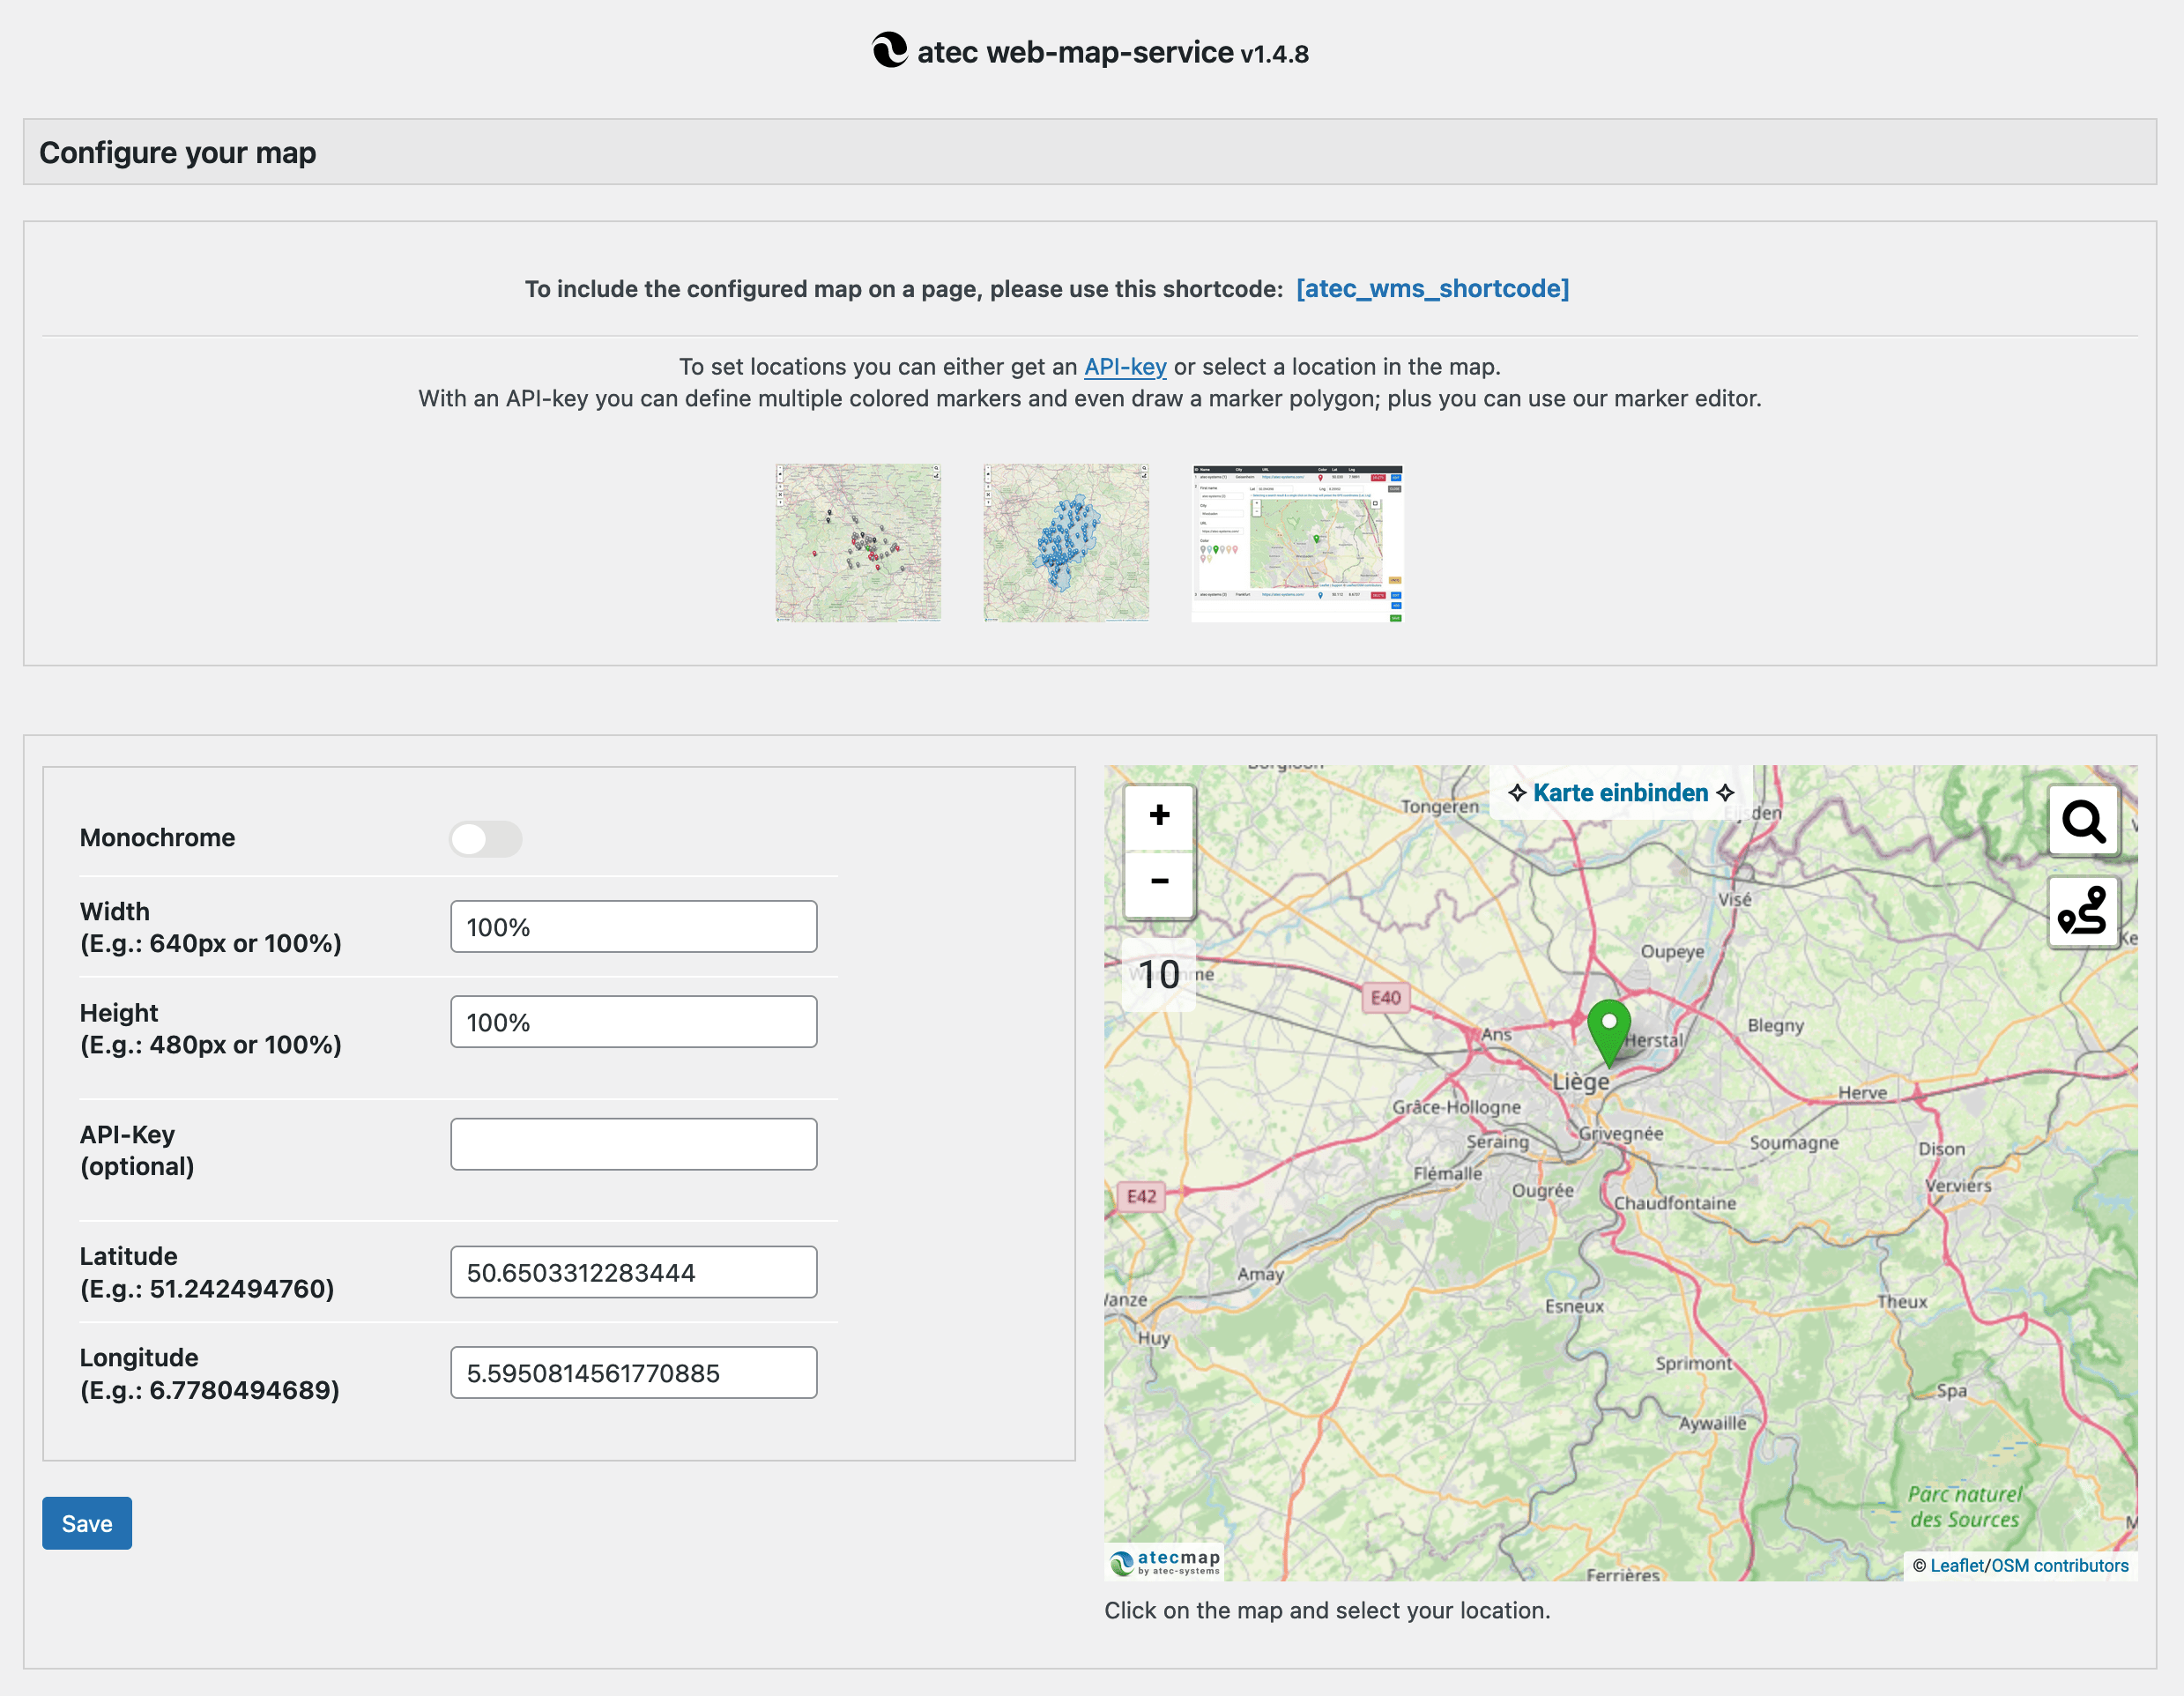 atec web-map-service v1.4.8
Configure your map
To include the configured map on a page, please use this shortcode: [atec_wms_shortcode]
To set locations you can either get an API-key or select a location in the map.
With an API-key you can define multiple colored markers and even draw a marker polygon; plus you can use our marker editor.
Monochrome
Width
(E.g.: 640px or 100%)
100%
Height
(E.g.: 480px or 100%)
100%
API-Key
(optional)
Latitude
(E.g.: 51.242494760)
50.6503312283444
Longitude
(E.g.: 6.7780494689)
5.5950814561770885
Save
✧ Karte einbinden ✧
+
−
10
Tongeren
Visé
Oupeye
E40
Ans
Herstal
Blegny
Liège
Grâce-Hollogne
Herve
Seraing
Grivegnée
Soumagne
Dison
Flémalle
Ougrée
Chaudfontaine
Verviers
E42
Amay
Esneux
Theux
Huy
Sprimont
Spa
Aywaille
Parc naturel
des Sources
Ferrières
atecmap
by atec-systems
© Leaflet/OSM contributors
Click on the map and select your location.